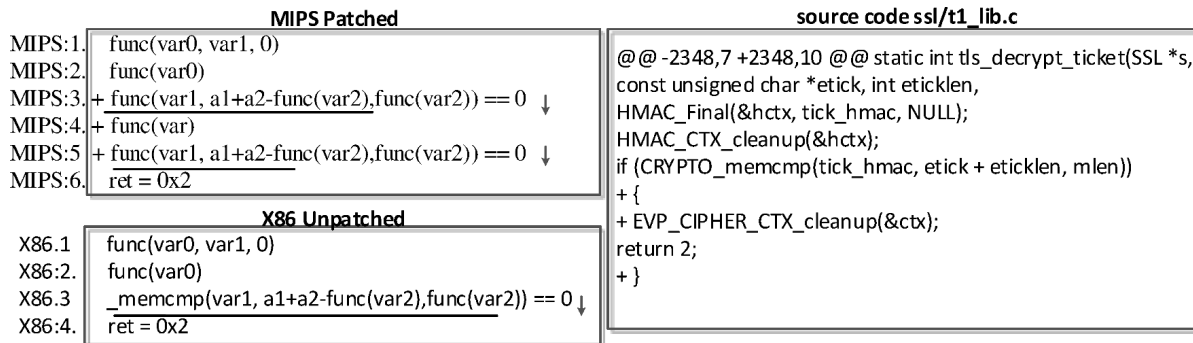 MIPS Patched
MIPS:1. func(var0, var1, 0)
MIPS:2. func(var0)
MIPS:3. + func(var1, a1+a2-func(var2),func(var2)) == 0 ↓
MIPS:4. + func(var)
MIPS:5 + func(var1, a1+a2-func(var2),func(var2)) == 0 ↓
MIPS:6. ret = 0x2
X86 Unpatched
X86.1 func(var0, var1, 0)
X86:2. func(var0)
X86.3 _memcmp(var1, a1+a2-func(var2),func(var2)) == 0 ↓
X86:4. ret = 0x2
source code ssl/t1_lib.c
@@ -2348,7 +2348,10 @@ static int tls_decrypt_ticket(SSL *s,
const unsigned char *etick, int eticklen,
HMAC_Final(&hctx, tick_hmac, NULL);
HMAC_CTX_cleanup(&hctx);
if (CRYPTO_memcmp(tick_hmac, etick + eticklen, mlen))
+ {
+ EVP_CIPHER_CTX_cleanup(&ctx);
return 2;
+ }